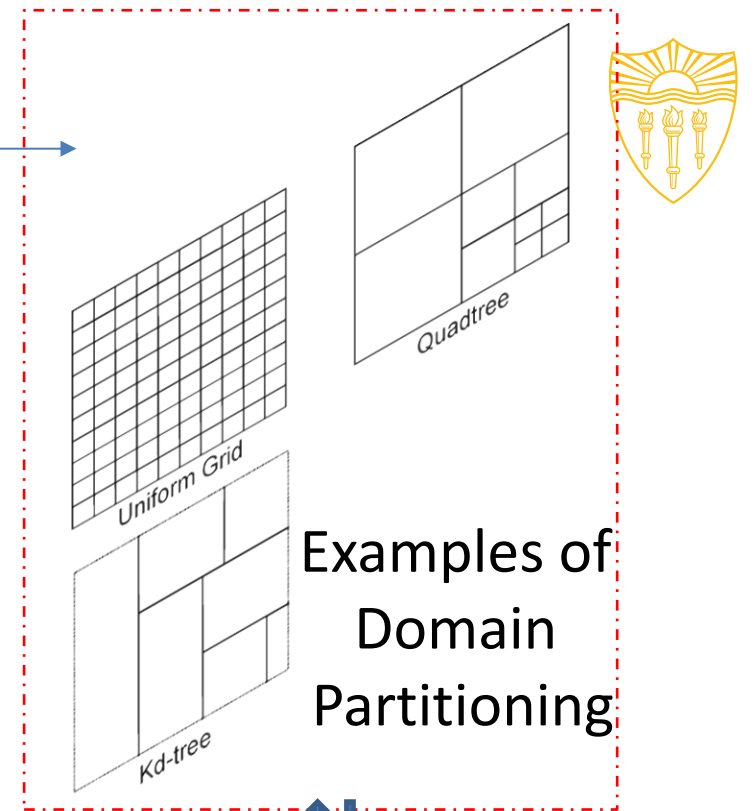 Quadtree
Uniform Grid
Examples of
Domain
Partitioning
Kd-tree